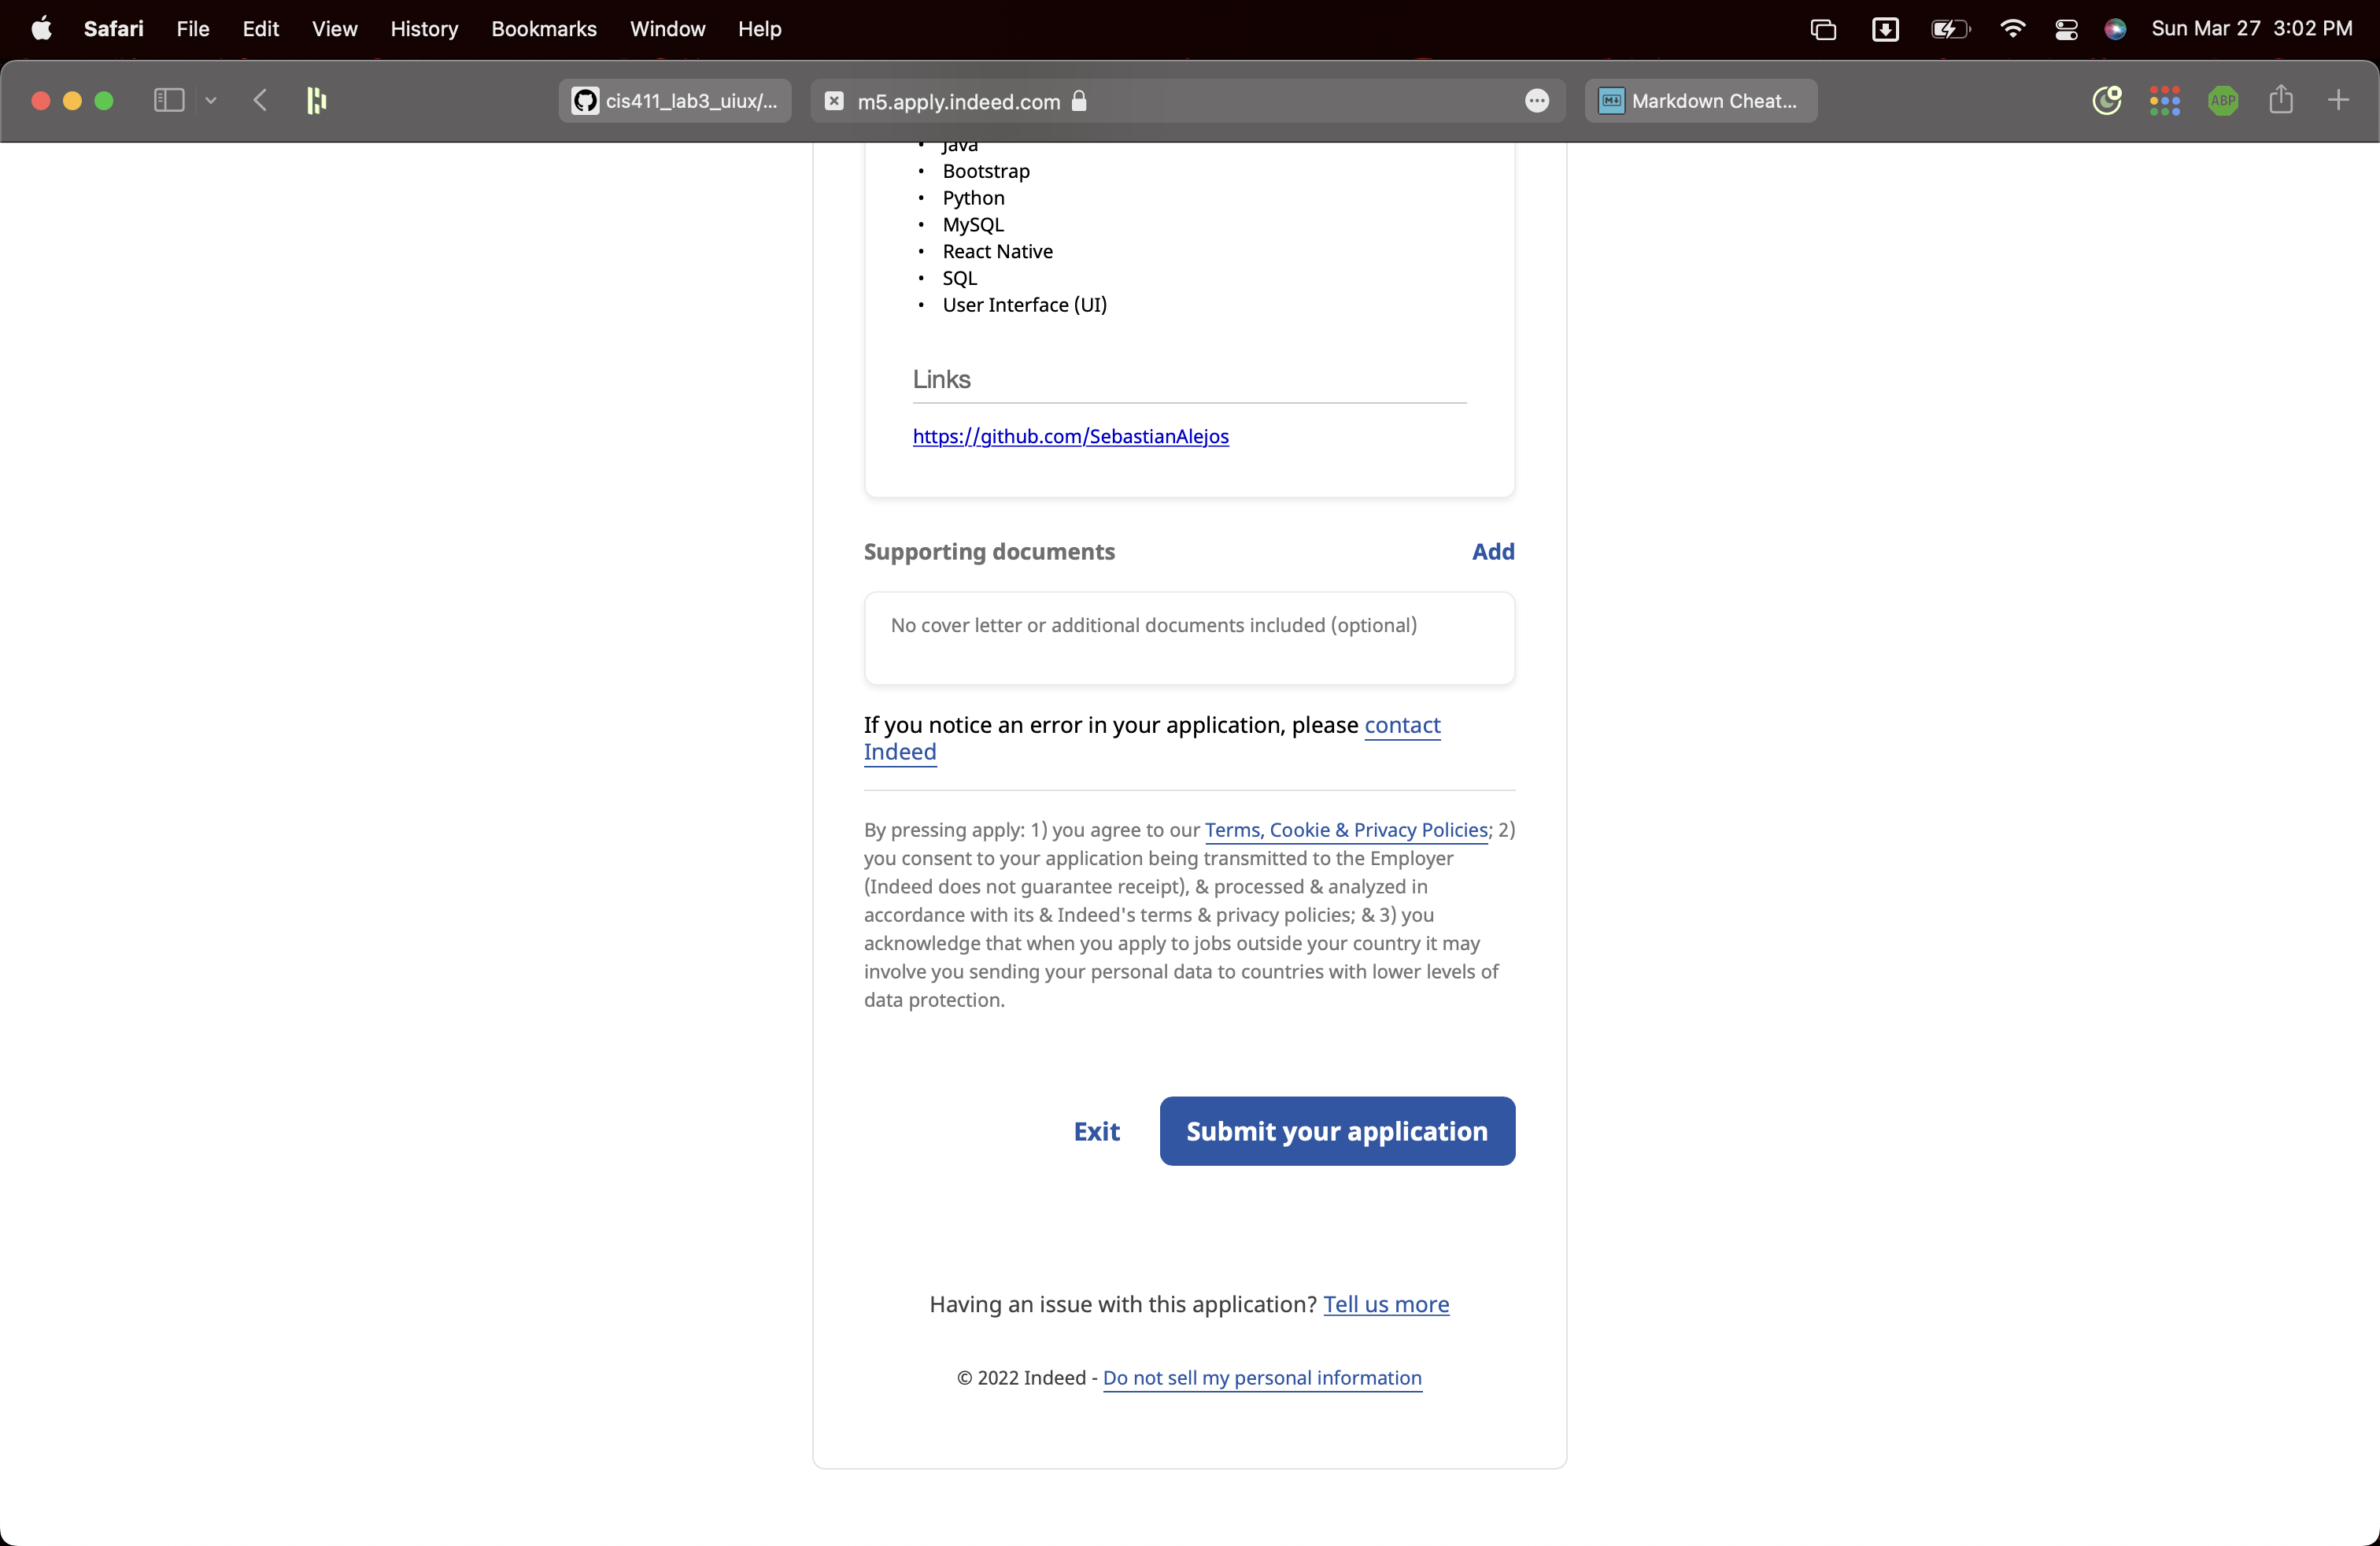 Safari File Edit View History Bookmarks Window Help Sun Mar 27 3:02 PM
cis411_lab3_uiux/... m5.apply.indeed.com Markdown Cheat... ABP
• Java
• Bootstrap
• Python
• MySQL
• React Native
• SQL
• User Interface (UI)
Links
https://github.com/SebastianAlejos
Supporting documents Add
No cover letter or additional documents included (optional)
If you notice an error in your application, please contact
Indeed
By pressing apply: 1) you agree to our Terms, Cookie & Privacy Policies; 2)
you consent to your application being transmitted to the Employer
(Indeed does not guarantee receipt), & processed & analyzed in
accordance with its & Indeed's terms & privacy policies; & 3) you
acknowledge that when you apply to jobs outside your country it may
involve you sending your personal data to countries with lower levels of
data protection.
Exit Submit your application
Having an issue with this application? Tell us more
© 2022 Indeed - Do not sell my personal information